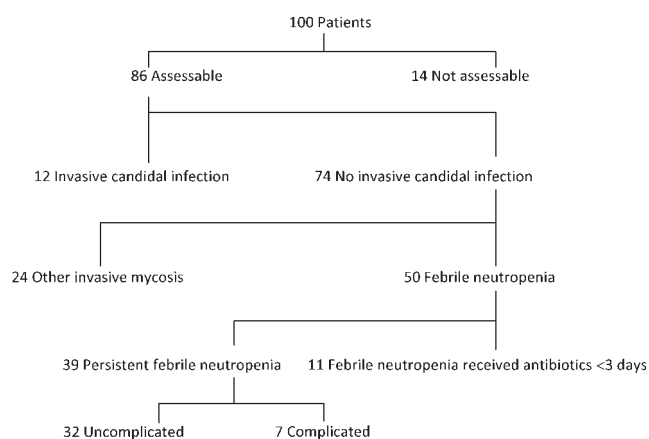 100 Patients
86 Assessable
14 Not assessable
12 Invasive candidal infection
74 No invasive candidal infection
24 Other invasive mycosis
50 Febrile neutropenia
39 Persistent febrile neutropenia
11 Febrile neutropenia received antibiotics <3 days
32 Uncomplicated
7 Complicated